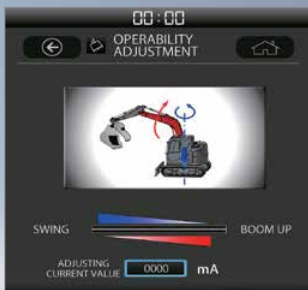 00:00
OPERABILITY
ADJUSTMENT
SWING
BOOM UP
ADJUSTING
CURRENT VALUE 0000 mA